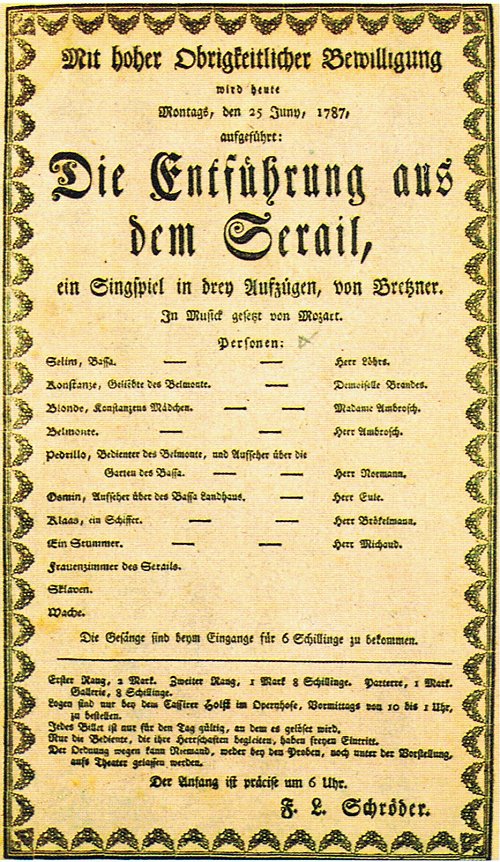 Mit hoher Obrigkeitlicher Bewilligung
wird heute
Montags, den 25 Juny, 1787,
aufgeführt:
Die Entführung aus
dem Serail,
ein Singspiel in drey Aufzügen, von Bretzner.
In Musick gesetzt von Mozart.
Personen:
Selim, Bassa. — — Herr Löhrs.
Konstanze, Geliebte des Belmonte. — Demoiselle Brandes.
Blonde, Konstanzens Mädchen. — — Madame Ambrosch.
Belmonte. — — Herr Ambrosch.
Pedrillo, Bedienter des Belmonte, und Aufseher über die
Garten des Bassa. — — Herr Normann.
Osmin, Aufseher über des Bassa Landhaus. — Herr Eule.
Klaas, ein Schiffer. — — Herr Brökelmann.
Ein Stummer. — — Herr Michaud.
Frauenzimmer des Serails.
Sklaven.
Wache.
Die Gesänge sind beym Eingange für 6 Schillinge zu bekommen.
Erster Rang, 2 Mark. Zweiter Rang, 1 Mark 8 Schillinge. Parterre, 1 Mark.
Gallerie, 8 Schillinge.
Logen sind nur bey dem Cassirer Holst im Opernhofe, Vormittags von 10 bis 1 Uhr,
zu bestellen.
Jedes Billet ist nur für den Tag gültig, an dem es gelöset wird.
Nur die Bediente, die ihre Herrschaften begleiten, haben freyen Eintritt.
Der Ordnung wegen kann Niemand, weder bey den Proben, noch unter der Vorstellung,
aufs Theater gelassen werden.
Der Anfang ist präcise um 6 Uhr.
F. L. Schröder.